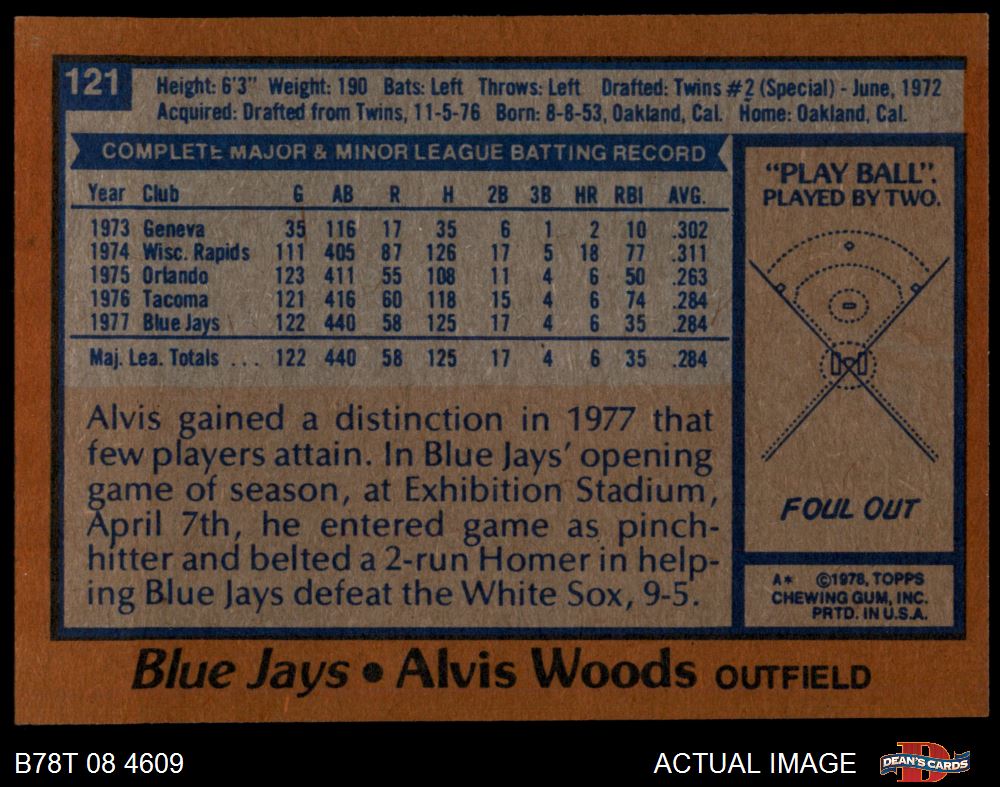 121
Height: 6'3" Weight: 190 Bats: Left Throws: Left Drafted: Twins #2 (Special) - June, 1972
Acquired: Drafted from Twins, 11-5-76 Born: 8-8-53, Oakland, Cal. Home: Oakland, Cal.
COMPLETE MAJOR & MINOR LEAGUE BATTING RECORD
Year Club G AB R H 2B 3B HR RBI AVG.
1973 Geneva 35 116 17 35 6 1 2 10 .302
1974 Wisc. Rapids 111 405 87 126 17 5 18 77 .311
1975 Orlando 123 411 55 108 11 4 6 50 .263
1976 Tacoma 121 416 60 118 15 4 6 74 .284
1977 Blue Jays 122 440 58 125 17 4 6 35 .284
Maj. Lea. Totals ... 122 440 58 125 17 4 6 35 .284
Alvis gained a distinction in 1977 that
few players attain. In Blue Jays' opening
game of season, at Exhibition Stadium,
April 7th, he entered game as pinch-
hitter and belted a 2-run Homer in help-
ing Blue Jays defeat the White Sox, 9-5.
"PLAY BALL".
PLAYED BY TWO.
FOUL OUT
A* ©1978, TOPPS
CHEWING GUM, INC.
PRTD. IN U.S.A.
Blue Jays • Alvis Woods OUTFIELD
B78T 08 4609
ACTUAL IMAGE
D
DEAN'S CARDS